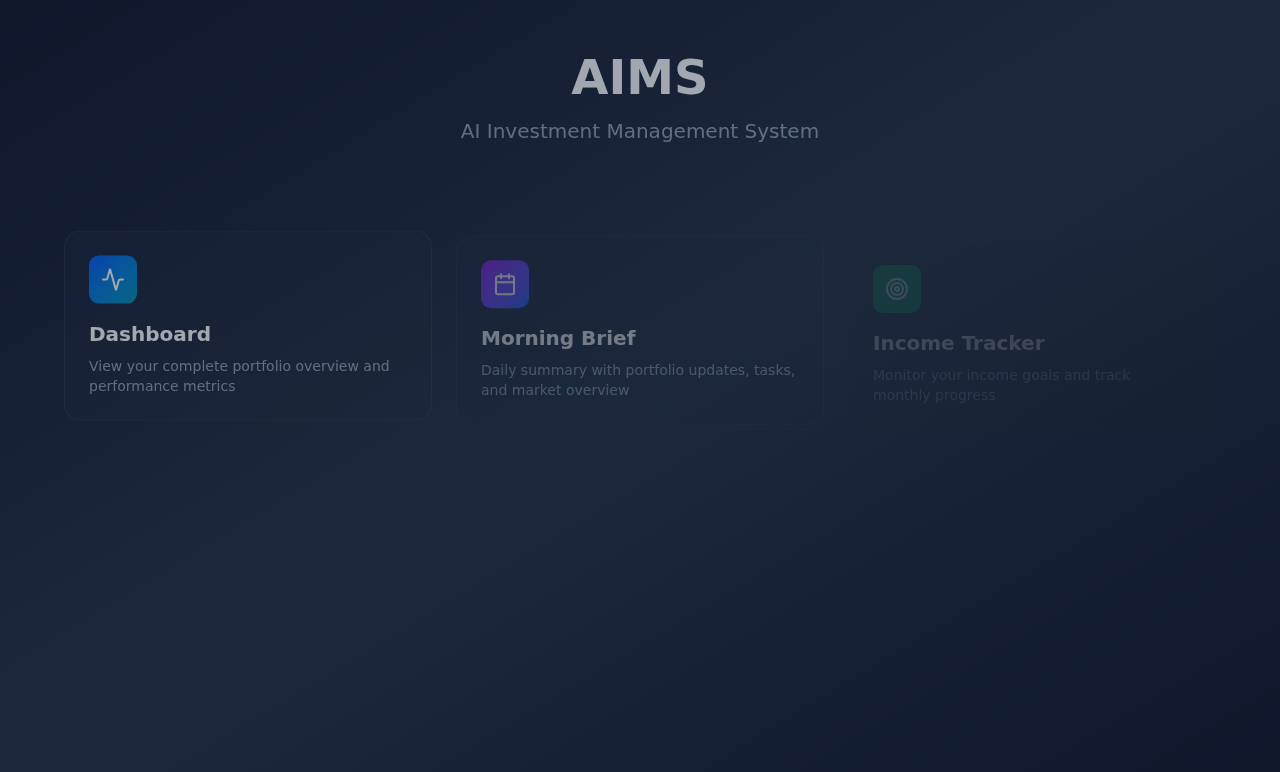 AIMS
AI Investment Management System
Dashboard
View your complete portfolio overview and
performance metrics
Morning Brief
Daily summary with portfolio updates, tasks,
and market overview
Income Tracker
Monitor your income goals and track
monthly progress